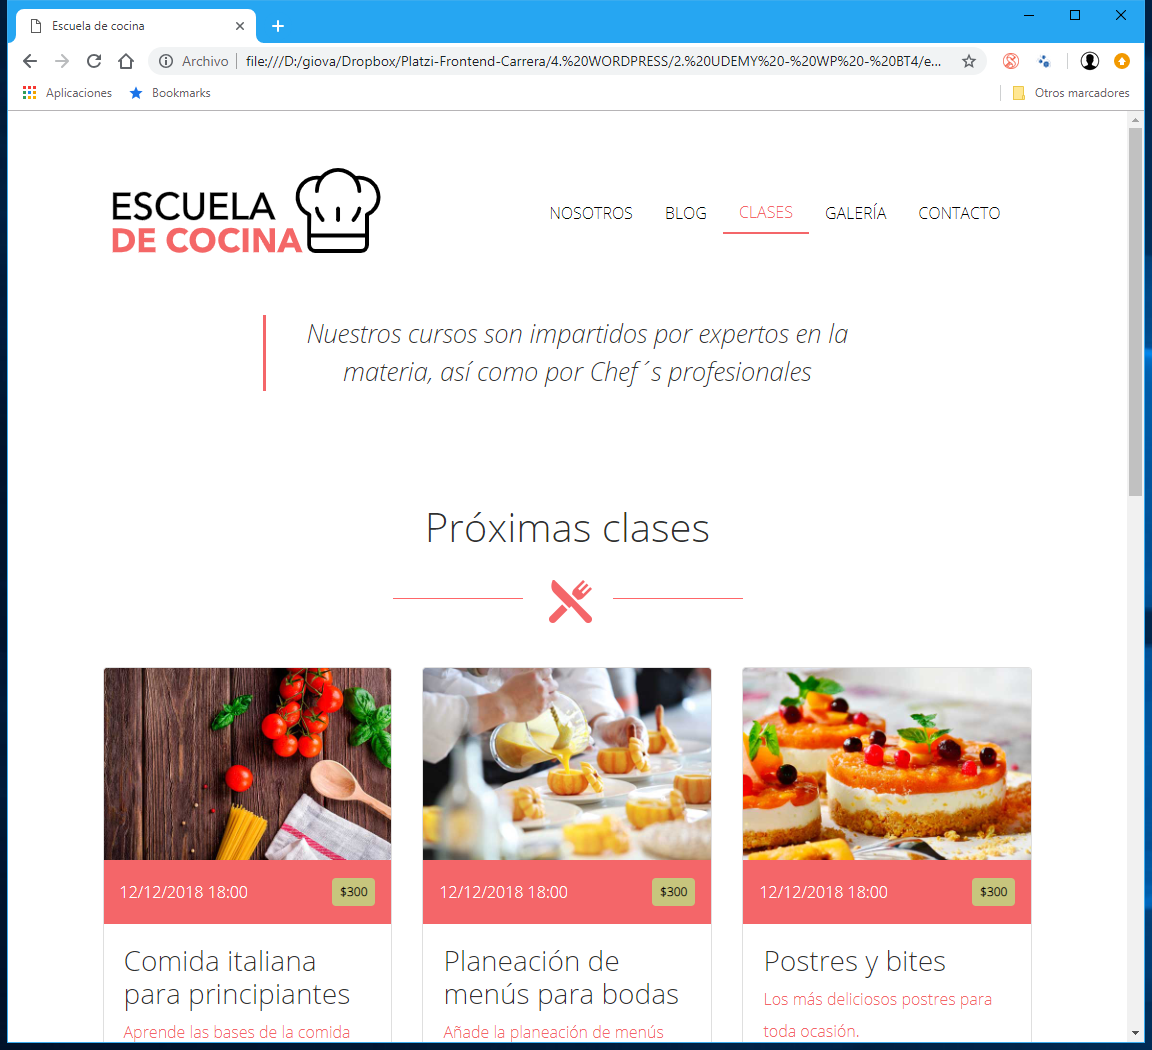 Escuela de cocina
Archivo | file:///D:/giova/Dropbox/Platzi-Frontend-Carrera/4.%20WORDPRESS/2.%20UDEMY%20-%20WP%20-%20BT4/e...
Aplicaciones Bookmarks Otros marcadores
ESCUELA
DE COCINA
NOSOTROS BLOG CLASES GALERÍA CONTACTO
Nuestros cursos son impartidos por expertos en la
materia, así como por Chef´s profesionales
Próximas clases
12/12/2018 18:00 $300
12/12/2018 18:00 $300
12/12/2018 18:00 $300
Comida italiana
para principiantes
Aprende las bases de la comida
Planeación de
menús para bodas
Añade la planeación de menús
Postres y bites
Los más deliciosos postres para
toda ocasión.